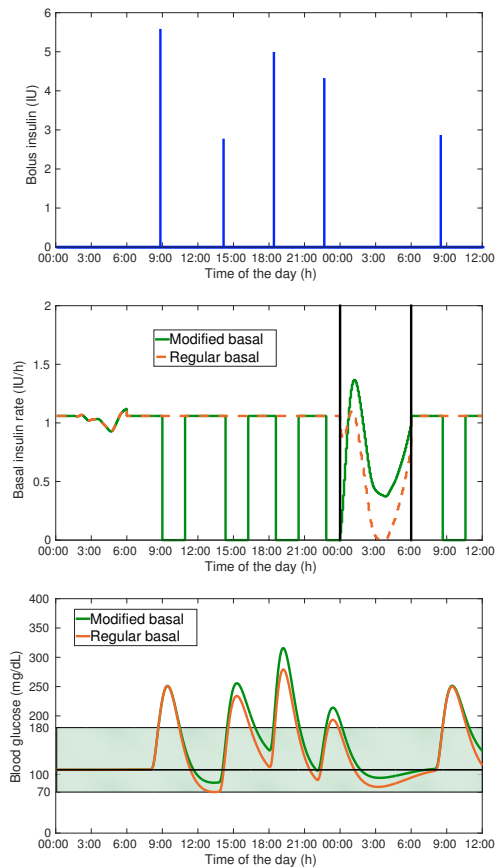 6
5
4
3
2
1
0
Bolus insulin (IU)
00:00 3:00 6:00 9:00 12:00 15:00 18:00 21:00 00:00 3:00 6:00 9:00 12:00
Time of the day (h)
2
1.5
1
0.5
0
Basal insulin rate (IU/h)
Modified basal
Regular basal
00:00 3:00 6:00 9:00 12:00 15:00 18:00 21:00 00:00 3:00 6:00 9:00 12:00
Time of the day (h)
400
350
300
250
200
180
100
70
0
Blood glucose (mg/dL)
Modified basal
Regular basal
00:00 3:00 6:00 9:00 12:00 15:00 18:00 21:00 00:00 3:00 6:00 9:00 12:00
Time of the day (h)